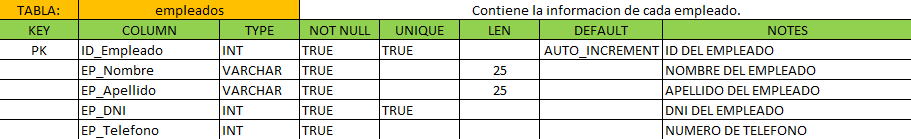 TABLA: empleados Contiene la informacion de cada empleado.
KEY COLUMN TYPE NOT NULL UNIQUE LEN DEFAULT NOTES
PK ID_Empleado INT TRUE TRUE AUTO_INCREMENT ID DEL EMPLEADO
EP_Nombre VARCHAR TRUE 25 NOMBRE DEL EMPLEADO
EP_Apellido VARCHAR TRUE 25 APELLIDO DEL EMPLEADO
EP_DNI INT TRUE TRUE DNI DEL EMPLEADO
EP_Telefono INT TRUE NUMERO DE TELEFONO